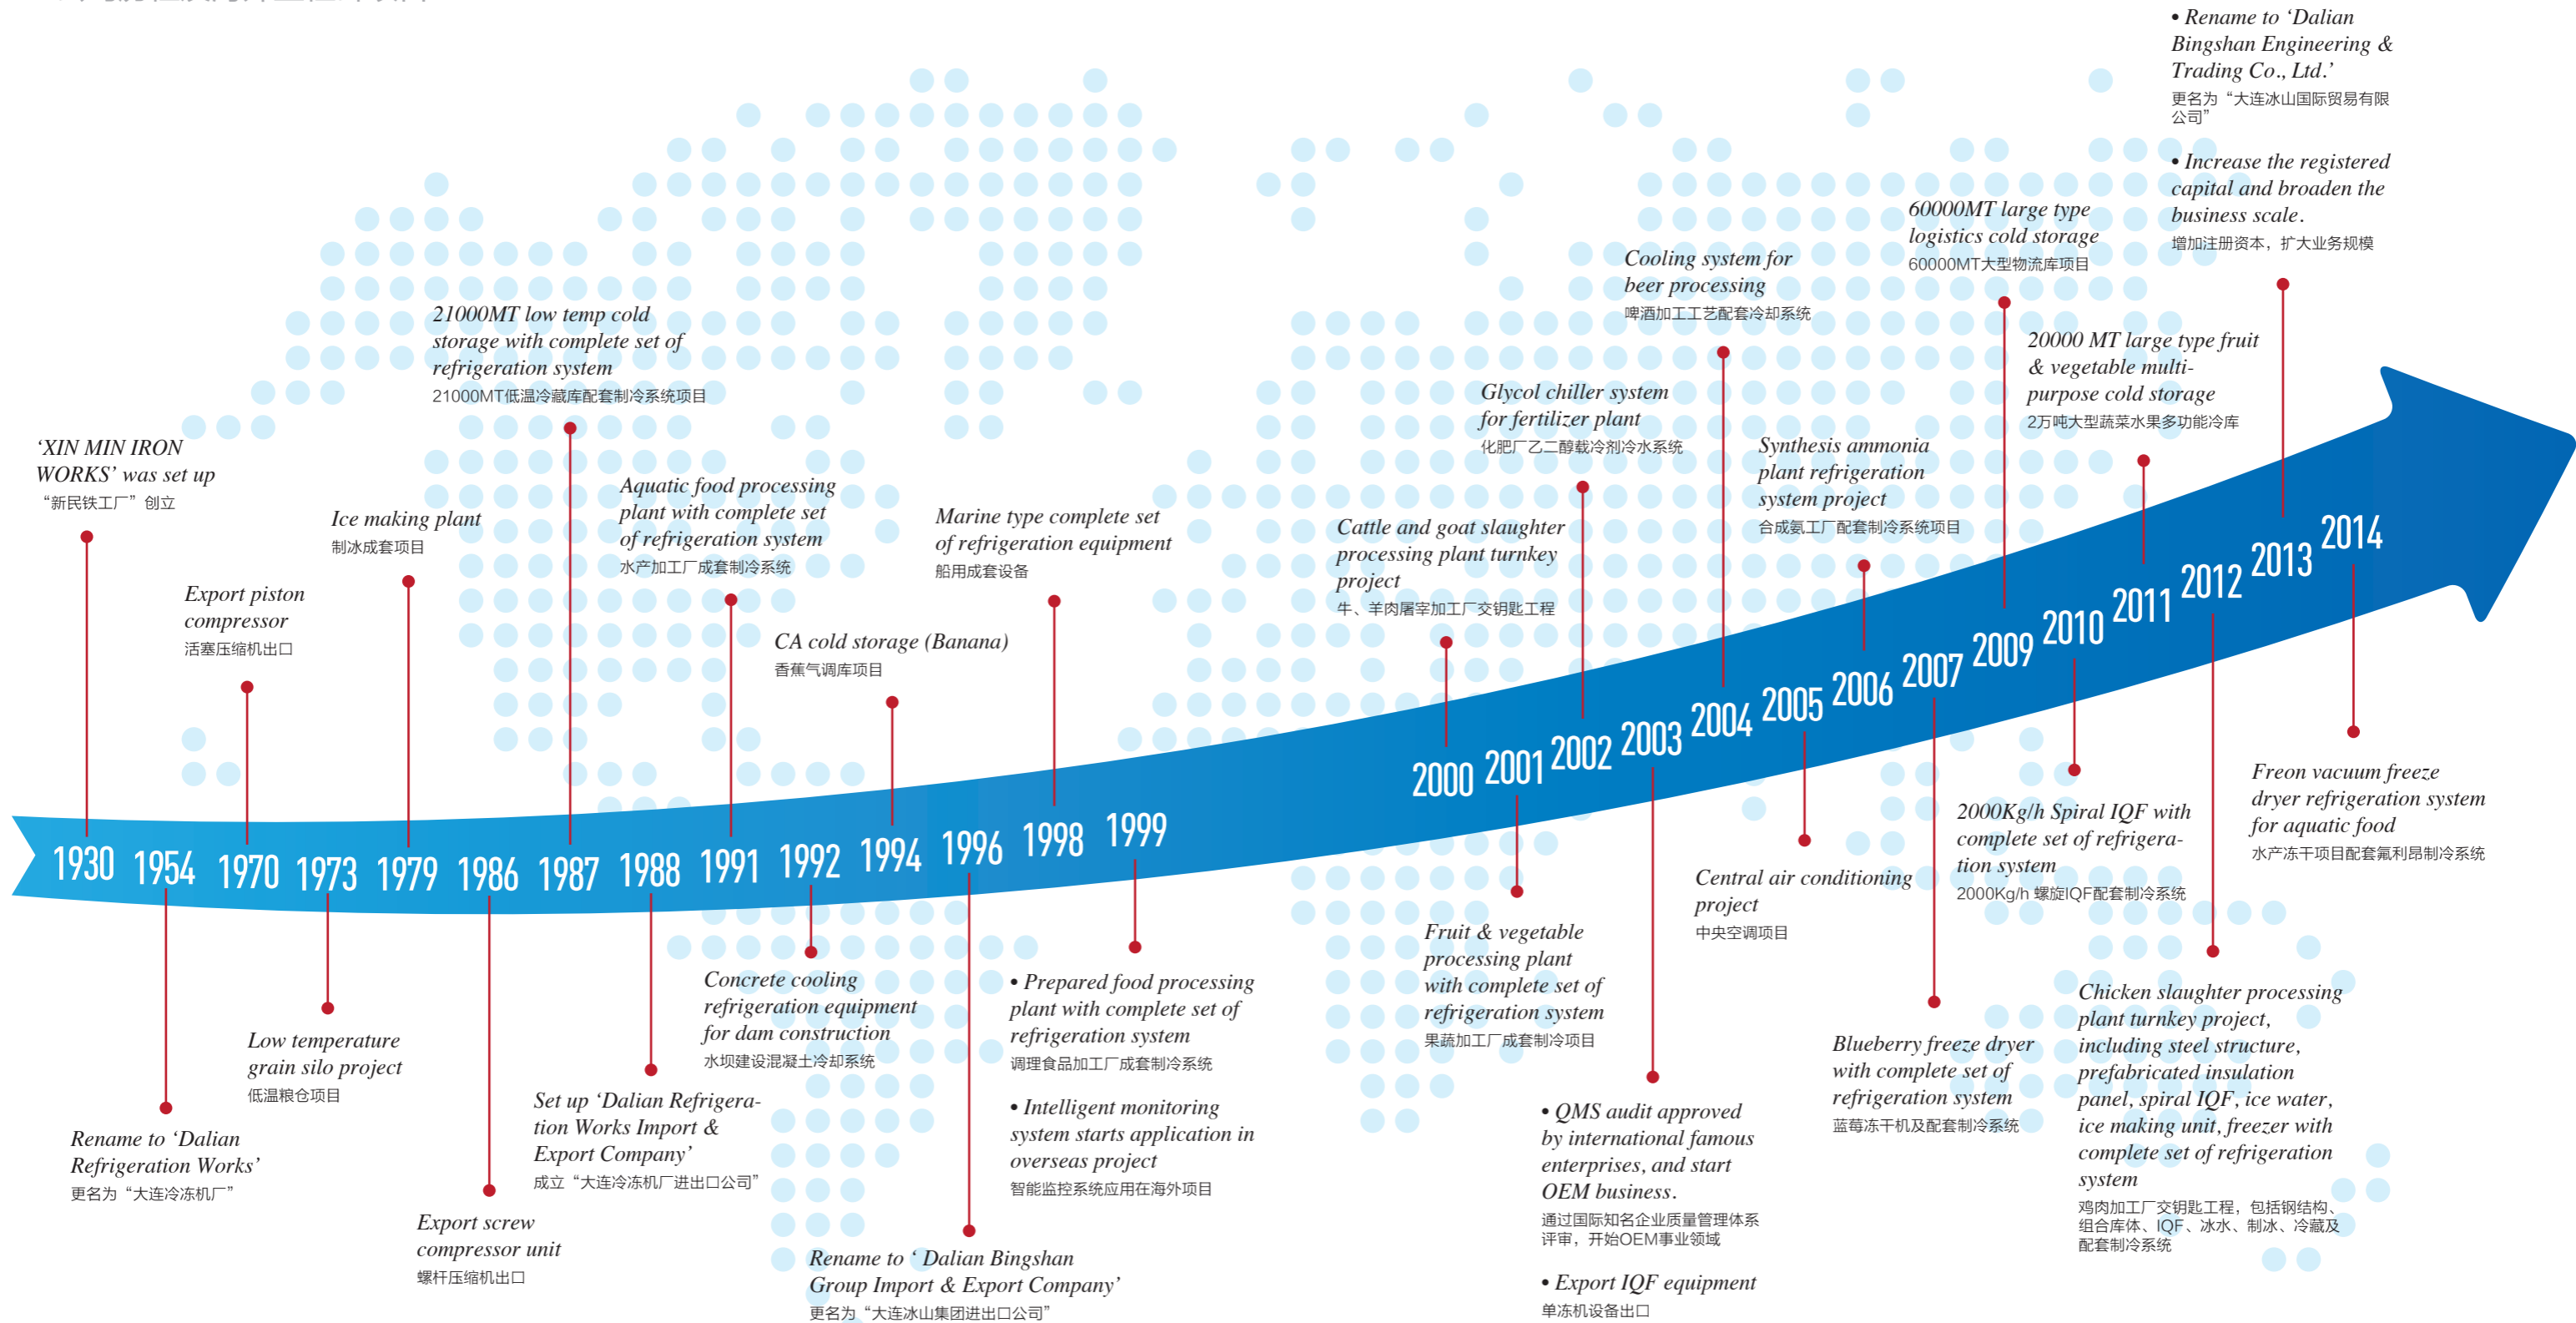 • Rename to ‘Dalian
Bingshan Engineering &
Trading Co., Ltd.’
更名为“大连冰山国际贸易有限
公司”
• Increase the registered
capital and broaden the
business scale.
增加注册资本，扩大业务规模
60000MT large type
logistics cold storage
60000MT大型物流库项目
Cooling system for
beer processing
啤酒加工工艺配套冷却系统
21000MT low temp cold
storage with complete set of
refrigeration system
21000MT低温冷藏库配套制冷系统项目
20000 MT large type fruit
& vegetable multi-
purpose cold storage
2万吨大型蔬菜水果多功能冷库
Glycol chiller system
for fertilizer plant
化肥厂乙二醇载冷剂冷水系统
‘XIN MIN IRON
WORKS’ was set up
“新民铁工厂”创立
Synthesis ammonia
plant refrigeration
system project
合成氨工厂配套制冷系统项目
Aquatic food processing
plant with complete set
of refrigeration system
水产加工厂成套制冷系统
Ice making plant
制冰成套项目
Marine type complete set
of refrigeration equipment
船用成套设备
Cattle and goat slaughter
processing plant turnkey
project
牛、羊肉屠宰加工厂交钥匙工程
Export piston
compressor
活塞压缩机出口
CA cold storage (Banana)
香蕉气调库项目
1930
1954
1970
1973
1979
1986
1987
1988
1991
1992
1994
1996
1998
1999
2000
2001
2002
2003
2004
2005
2006
2007
2009
2010
2011
2012
2013
2014
Rename to ‘Dalian
Refrigeration Works’
更名为“大连冷冻机厂”
Low temperature
grain silo project
低温粮仓项目
Export screw
compressor unit
螺杆压缩机出口
Set up ‘Dalian Refrigera-
tion Works Import &
Export Company’
成立“大连冷冻机厂进出口公司”
Concrete cooling
refrigeration equipment
for dam construction
水坝建设混凝土冷却系统
Rename to ‘ Dalian Bingshan
Group Import & Export Company’
更名为“大连冰山集团进出口公司”
• Prepared food processing
plant with complete set of
refrigeration system
调理食品加工厂成套制冷系统
• Intelligent monitoring
system starts application in
overseas project
智能监控系统应用在海外项目
Fruit & vegetable
processing plant
with complete set of
refrigeration system
果蔬加工厂成套制冷项目
• QMS audit approved
by international famous
enterprises, and start
OEM business.
通过国际知名企业质量管理体系
评审，开始OEM事业领域
• Export IQF equipment
单冻机设备出口
Central air conditioning
project
中央空调项目
Blueberry freeze dryer
with complete set of
refrigeration system
蓝莓冻干机及配套制冷系统
2000Kg/h Spiral IQF with
complete set of refrigera-
tion system
2000Kg/h 螺旋IQF配套制冷系统
Chicken slaughter processing
plant turnkey project,
including steel structure,
prefabricated insulation
panel, spiral IQF, ice water,
ice making unit, freezer with
complete set of refrigeration
system
鸡肉加工厂交钥匙工程，包括钢结构、
组合库体、IQF、冰水、制冰、冷藏及
配套制冷系统
Freon vacuum freeze
dryer refrigeration system
for aquatic food
水产冻干项目配套氟利昂制冷系统